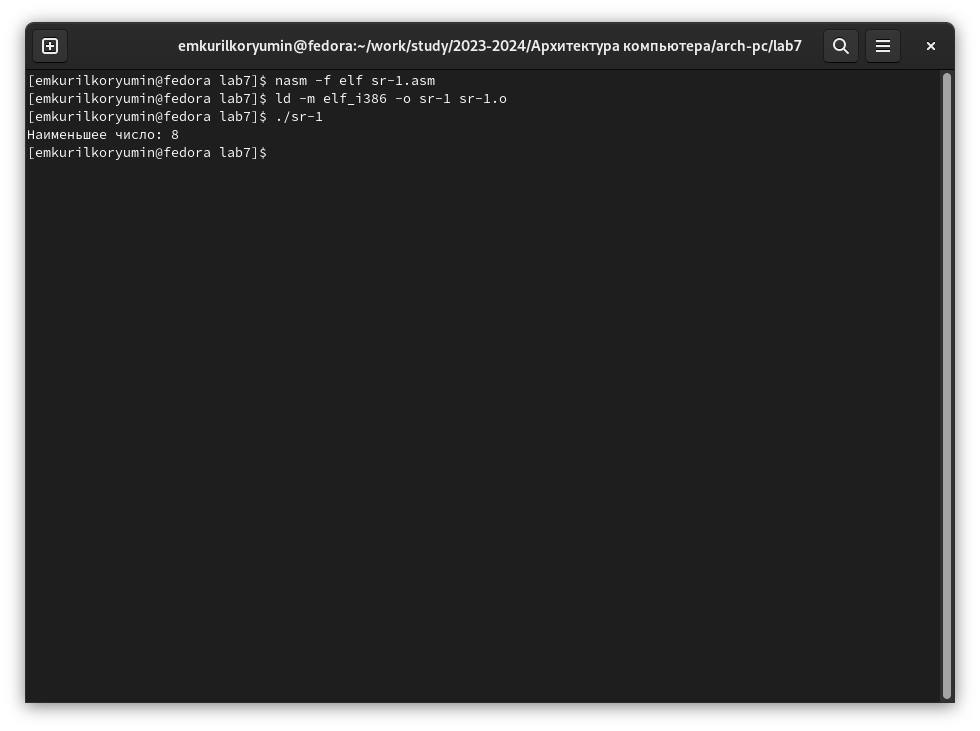 emkurilkoryumin@fedora:~/work/study/2023-2024/Архитектура компьютера/arch-pc/lab7
[emkurilkoryumin@fedora lab7]$ nasm -f elf sr-1.asm
[emkurilkoryumin@fedora lab7]$ ld -m elf_i386 -o sr-1 sr-1.o
[emkurilkoryumin@fedora lab7]$ ./sr-1
Наименьшее число: 8
[emkurilkoryumin@fedora lab7]$